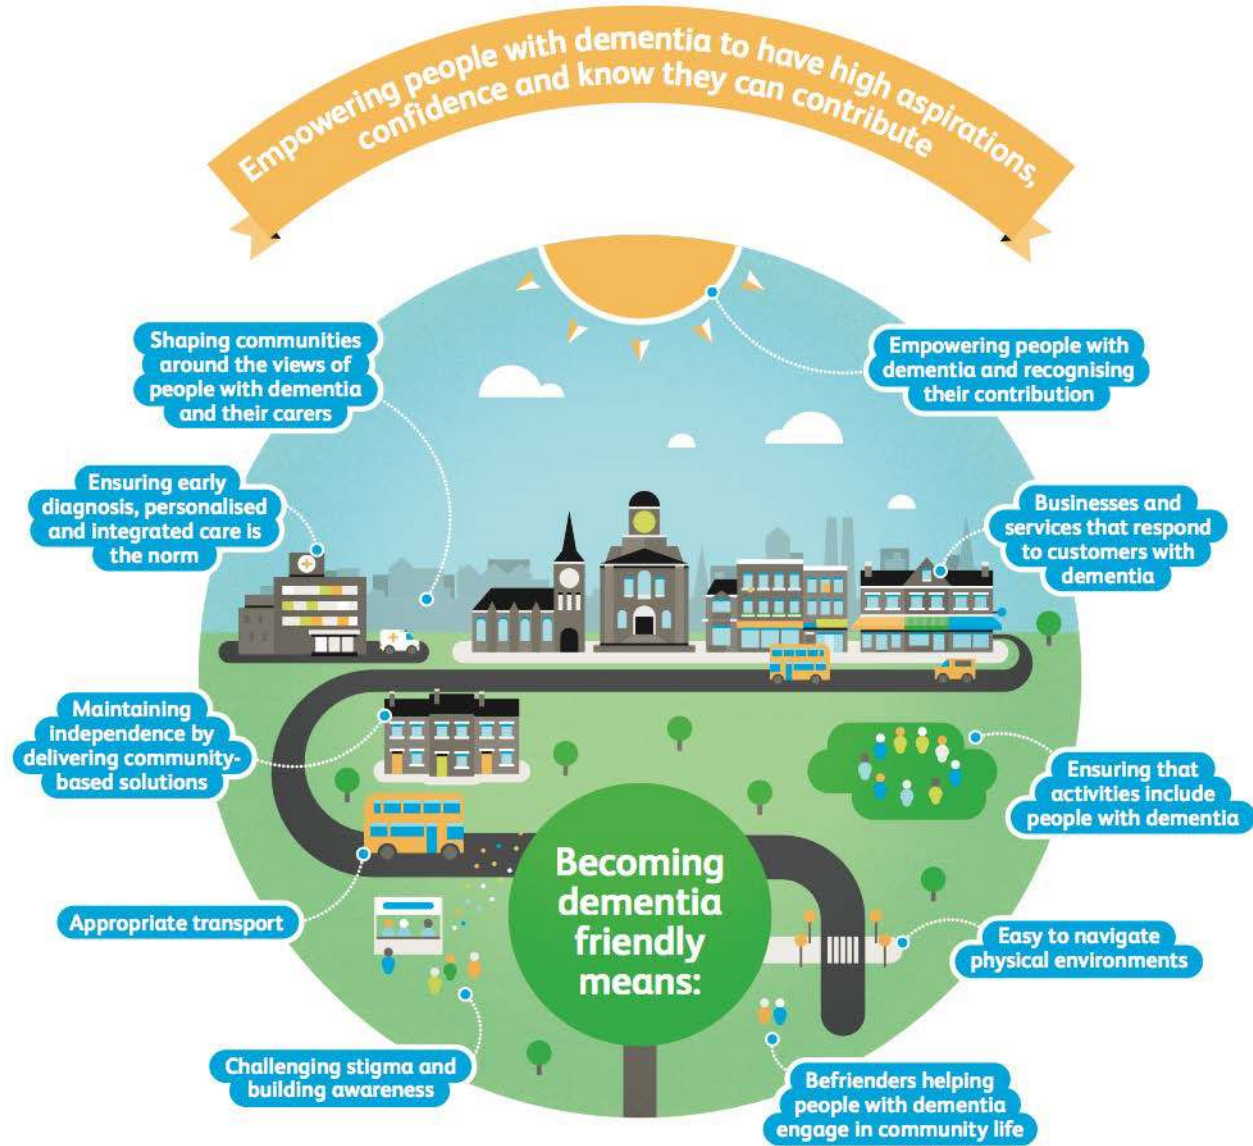 Empowering people with dementia to have high aspirations,
confidence and know they can contribute
Shaping communities
around the views of
people with dementia
and their carers
Empowering people with
dementia and recognising
their contribution
Ensuring early
diagnosis, personalised
and integrated care is
the norm
Businesses and
services that respond
to customers with
dementia
Maintaining
independence by
delivering community-
based solutions
Ensuring that
activities include
people with dementia
Becoming
dementia
friendly
means:
Appropriate transport
Easy to navigate
physical environments
Challenging stigma and
building awareness
Befrienders helping
people with dementia
engage in community life